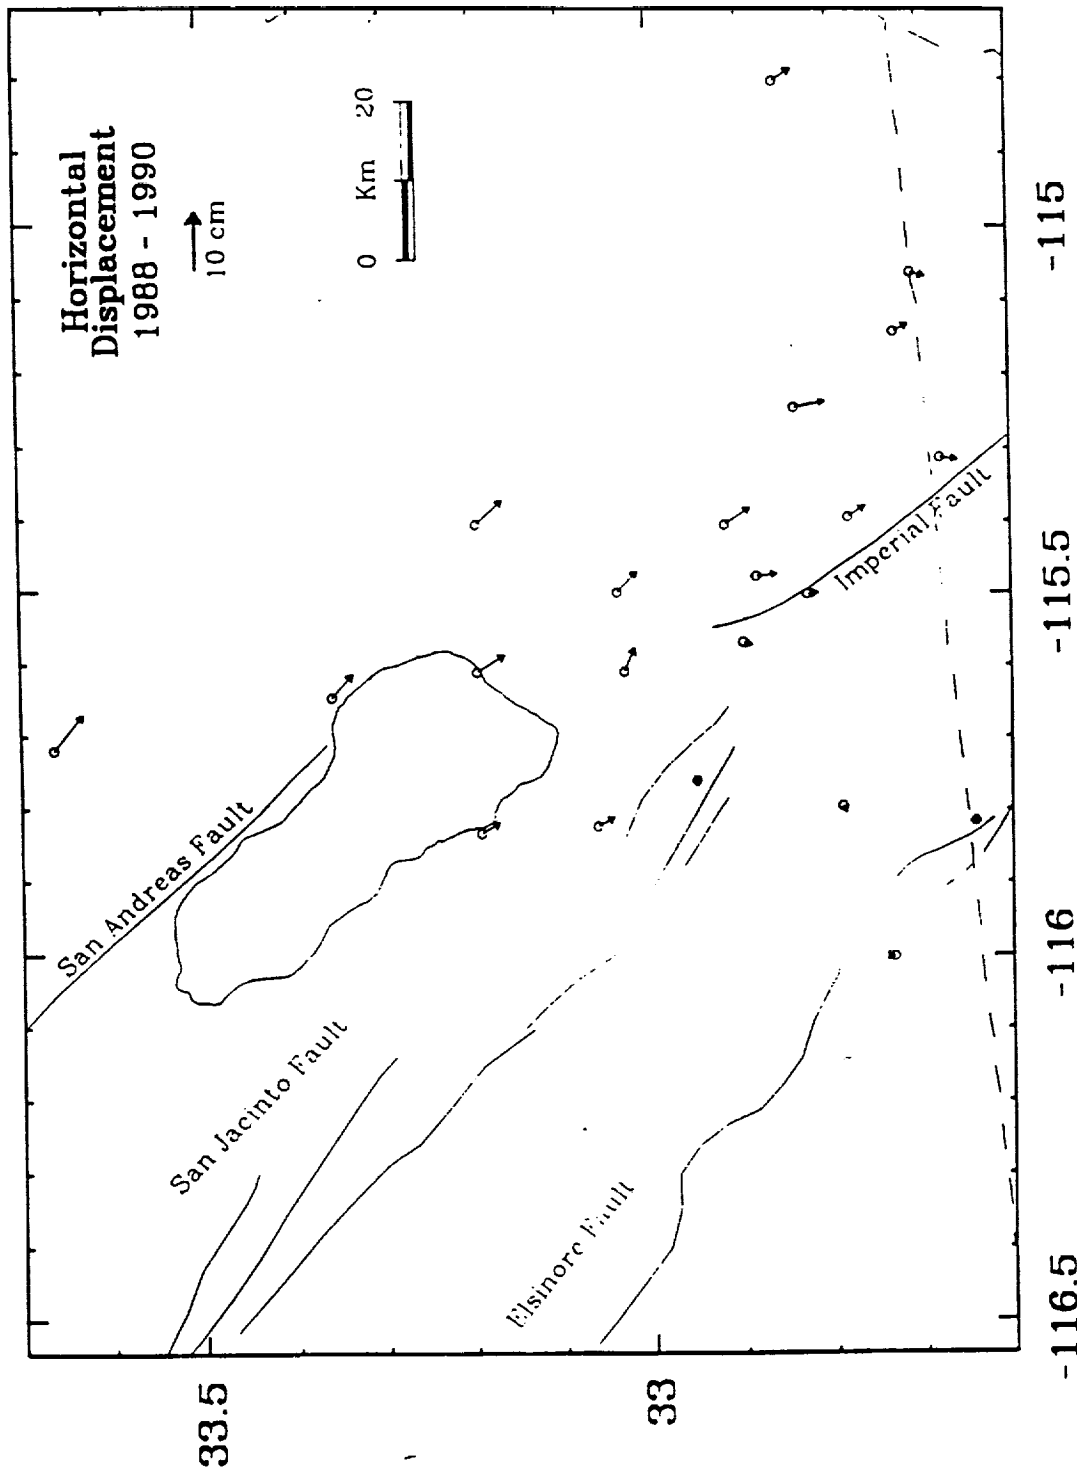 Horizontal
Displacement
1988 - 1990
10 cm
0 Km 20
San Andreas Fault
San Jacinto Fault
Elsinore Fault
Imperial Fault
33.5
33
-116.5
-116
-115.5
-115